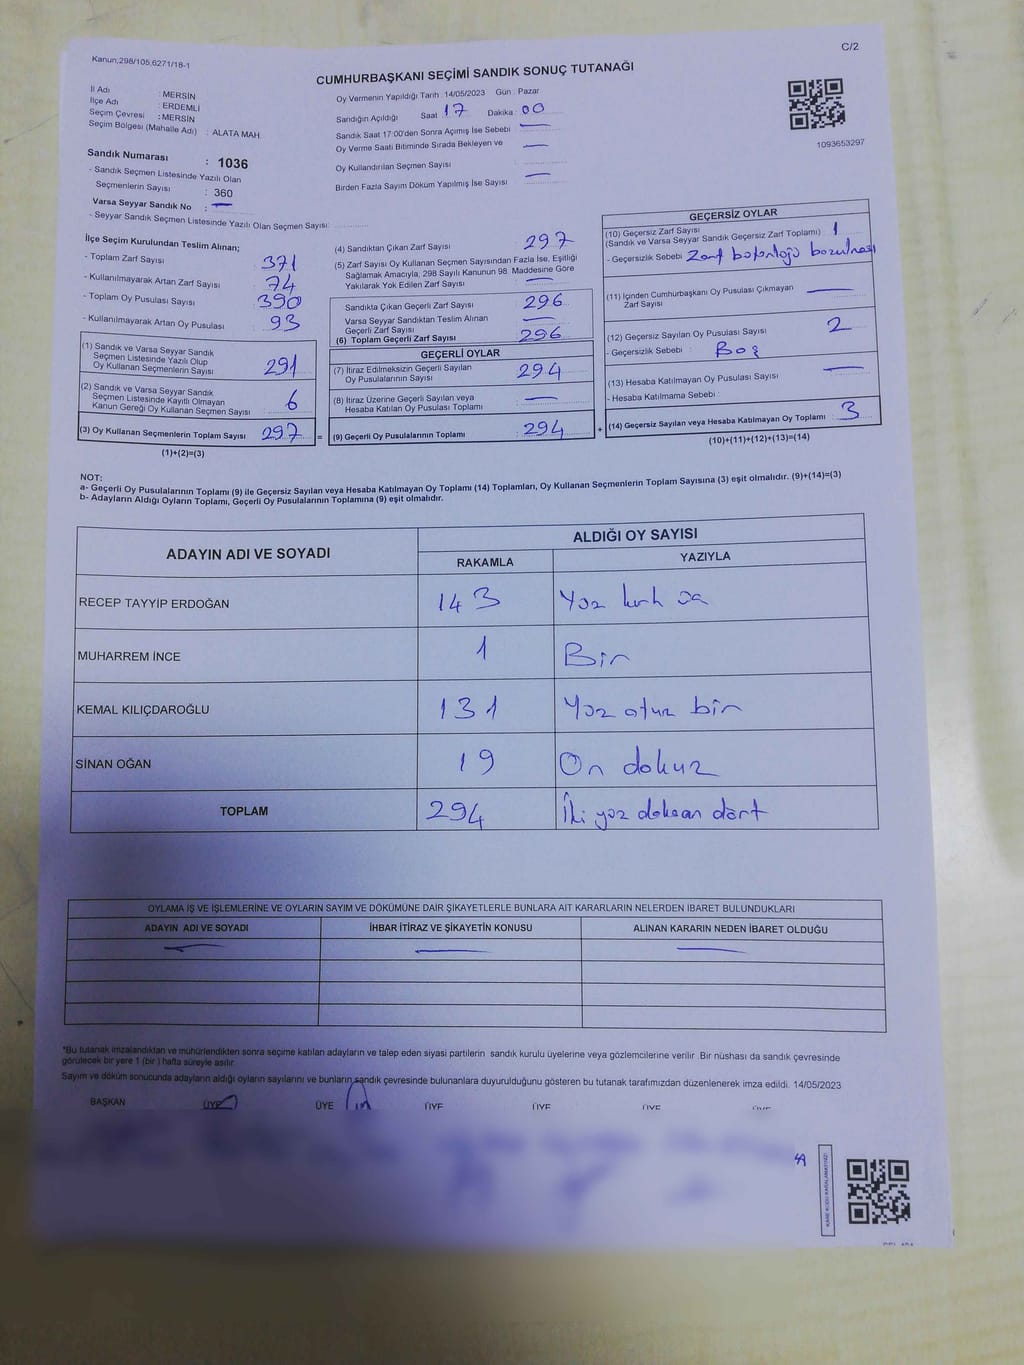 C/2
Kanun,298/105,6271/18-1
CUMHURBAŞKANI SEÇİMİ SANDIK SONUÇ TUTANAĞI
İl Adı : MERSİN
İlçe Adı : ERDEMLİ
Seçim Çevresi : MERSİN
Seçim Bölgesi (Mahalle Adı) : ALATA MAH.
Sandık Numarası : 1036
- Sandık Seçmen Listesinde Yazılı Olan
Seçmenlerin Sayısı : 360
Varsa Seyyar Sandık No : —
- Seyyar Sandık Seçmen Listesinde Yazılı Olan Seçmen Sayısı:
Oy Vermenin Yapıldığı Tarih :14/05/2023 Gün : Pazar
Sandığın Açıldığı Saat 17 Dakika : 00
Sandık Saat 17:00'den Sonra Açımış İse Sebebi : —
Oy Verme Saati Bitiminde Sırada Bekleyen ve : —
Oy Kullandırılan Seçmen Sayısı
Birden Fazla Sayım Döküm Yapılmış İse Sayısı : —
1093653297
İlçe Seçim Kurulundan Teslim Alınan;
- Toplam Zarf Sayısı : 371
- Kullanılmayarak Artan Zarf Sayısı : 74
- Toplam Oy Pusulası Sayısı : 390
- Kullanılmayarak Artan Oy Pusulası : 93
(1) Sandık ve Varsa Seyyar Sandık
Seçmen Listesinde Yazılı Olup
Oy Kullanan Seçmenlerin Sayısı : 291
(2) Sandık ve Varsa Seyyar Sandık
Seçmen Listesinde Kayıtlı Olmayan
Kanun Gereği Oy Kullanan Seçmen Sayısı : 6
(3) Oy Kullanan Seçmenlerin Toplam Sayısı : 297 =
(1)+(2)=(3)
(4) Sandıktan Çıkan Zarf Sayısı : 297
(5) Zarf Sayısı Oy Kullanan Seçmen Sayısından Fazla İse, Eşitliği
Sağlamak Amacıyla, 298 Sayılı Kanunun 98. Maddesine Göre
Yakılarak Yok Edilen Zarf Sayısı : —
Sandıkta Çıkan Geçerli Zarf Sayısı : 296
Varsa Seyyar Sandıktan Teslim Alınan
Geçerli Zarf Sayısı : —
(6) Toplam Geçerli Zarf Sayısı : 296
GEÇERLİ OYLAR
(7) İtiraz Edilmeksizin Geçerli Sayılan
Oy Pusulalarının Sayısı : 294
(8) İtiraz Üzerine Geçerli Sayılan veya
Hesaba Katılan Oy Pusulası Toplamı : —
(9) Geçerli Oy Pusulalarının Toplamı : 294 +
GEÇERSİZ OYLAR
(10) Geçersiz Zarf Sayısı : 1
(Sandık ve Varsa Seyyar Sandık Geçersiz Zarf Toplamı)
- Geçersizlik Sebebi : Zarf bütünlüğü bozulması
(11) İçinden Cumhurbaşkanı Oy Pusulası Çıkmayan : —
Zarf Sayısı
(12) Geçersiz Sayılan Oy Pusulası Sayısı : 2
- Geçersizlik Sebebi : Boş
(13) Hesaba Katılmayan Oy Pusulası Sayısı : —
- Hesaba Katılmama Sebebi :
(14) Geçersiz Sayılan veya Hesaba Katılmayan Oy Toplamı : 3
(10)+(11)+(12)+(13)=(14)
NOT:
a- Geçerli Oy Pusulalarının Toplamı (9) ile Geçersiz Sayılan veya Hesaba Katılmayan Oy Toplamı (14) Toplamları, Oy Kullanan Seçmenlerin Toplam Sayısına (3) eşit olmalıdır. (9)+(14)=(3)
b- Adayların Aldığı Oyların Toplamı, Geçerli Oy Pusulalarının Toplamına (9) eşit olmalıdır.
ADAYIN ADI VE SOYADI ALDIĞI OY SAYISI
RAKAMLA YAZIYLA
RECEP TAYYİP ERDOĞAN 143 Yüz kırk üç
MUHARREM İNCE 1 Bir
KEMAL KILIÇDAROĞLU 131 Yüz otuz bir
SİNAN OĞAN 19 On dokuz
TOPLAM 294 İki yüz doksan dört
OYLAMA İŞ VE İŞLEMLERİNE VE OYLARIN SAYIM VE DÖKÜMÜNE DAİR ŞİKAYETLERLE BUNLARA AİT KARARLARIN NELERDEN İBARET BULUNDUKLARI
ADAYIN ADI VE SOYADI İHBAR İTİRAZ VE ŞİKAYETİN KONUSU ALINAN KARARIN NEDEN İBARET OLDUĞU
— — —
*Bu tutanak imzalandıktan ve mühürlendikten sonra seçime katılan adayların ve talep eden siyasi partilerin sandık kurulu üyelerine veya gözlemcilerine verilir. Bir nüshası da sandık çevresinde
görülecek bir yere 1 (bir) hafta süreyle asılır.
Sayım ve döküm sonucunda adayların aldığı oyların sayılarını ve bunların sandık çevresinde bulunanlara duyurulduğunu gösteren bu tutanak tarafımızdan düzenlenerek imza edildi. 14/05/2023
BAŞKAN ÜYE ÜYE ÜYE ÜYE ÜYE ÜYE